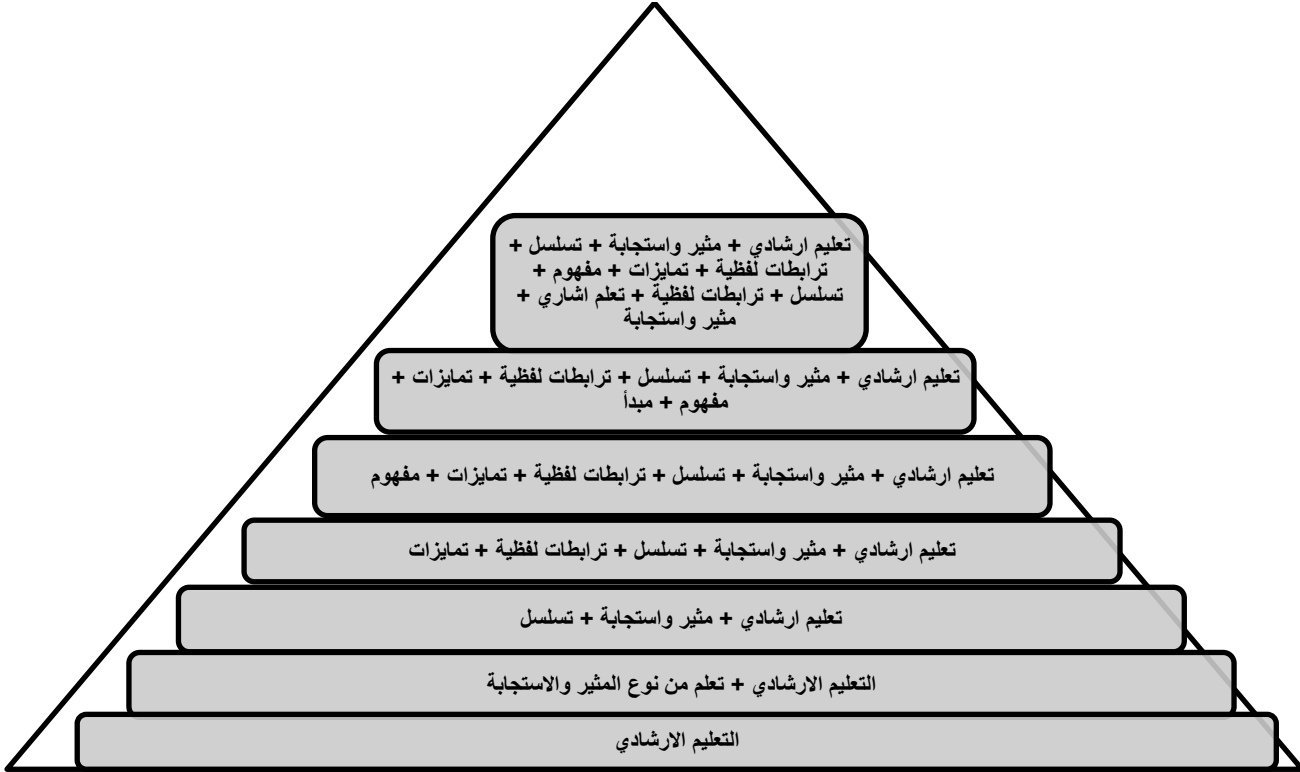 تعليم ارشادي + مثير واستجابة + تسلسل +
ترابطات لفظية + تمايزات + مفهوم +
تسلسل + ترابطات لفظية + تعلم اشاري +
مثير واستجابة
تعليم ارشادي + مثير واستجابة + تسلسل + ترابطات لفظية + تمايزات +
مفهوم + مبدأ
تعليم ارشادي + مثير واستجابة + تسلسل + ترابطات لفظية + تمايزات + مفهوم
تعليم ارشادي + مثير واستجابة + تسلسل + ترابطات لفظية + تمايزات
تعليم ارشادي + مثير واستجابة + تسلسل
التعليم الارشادي + تعلم من نوع المثير والاستجابة
التعليم الارشادي